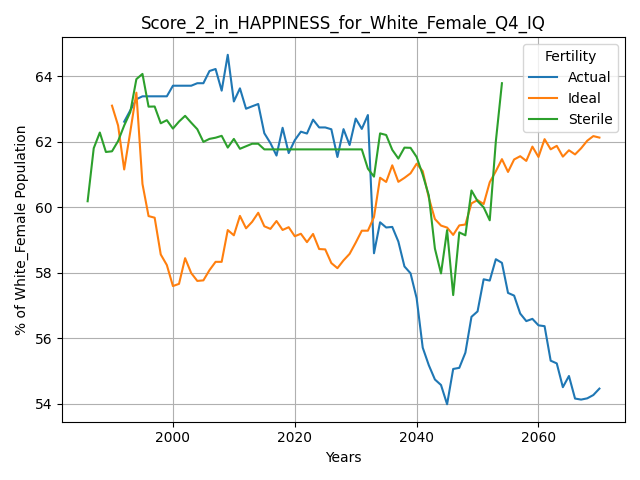 Score_2_in_HAPPINESS_for_White_Female_Q4_IQ
Fertility
Actual
Ideal
Sterile
% of White_Female Population
64
62
60
58
56
54
2000
2020
2040
2060
Years